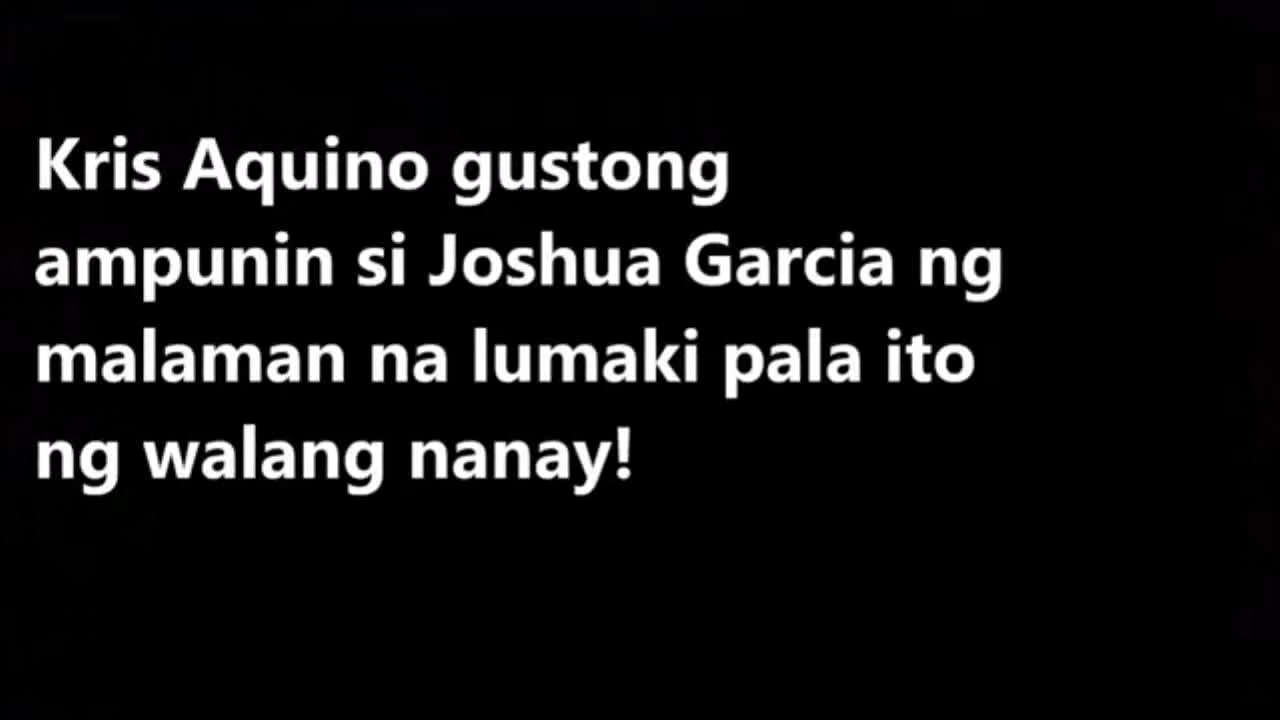 Kris Aquino gustong
ampunin si Joshua Garcia ng
malaman na lumaki pala ito
ng walang nanay!